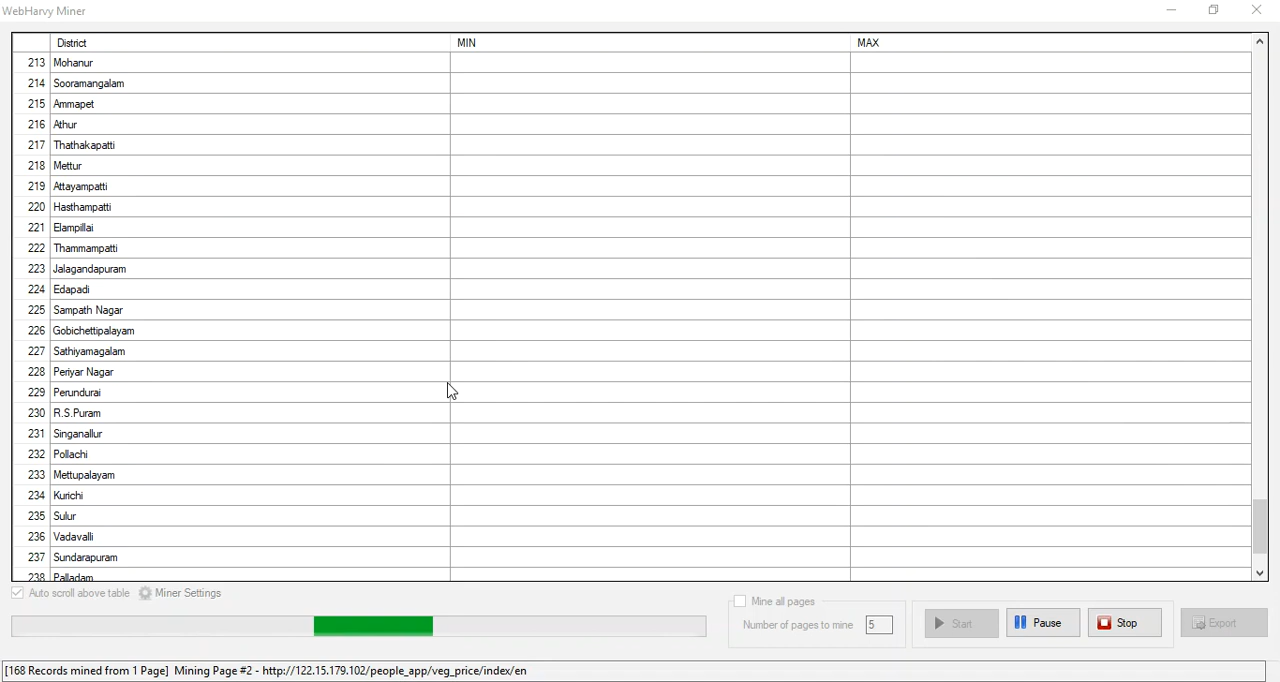 WebHarvy Miner
District MIN MAX
213 Mohanur
214 Sooramangalam
215 Ammapet
216 Athur
217 Thathakapatti
218 Mettur
219 Attayampatti
220 Hasthampatti
221 Elampillai
222 Thammampatti
223 Jalagandapuram
224 Edapadi
225 Sampath Nagar
226 Gobichettipalayam
227 Sathiyamagalam
228 Periyar Nagar
229 Perundurai
230 R.S.Puram
231 Singanallur
232 Pollachi
233 Mettupalayam
234 Kurichi
235 Sulur
236 Vadavalli
237 Sundarapuram
238 Palladam
Auto scroll above table Miner Settings
Mine all pages
Number of pages to mine 5
Start Pause Stop Export
[168 Records mined from 1 Page] Mining Page #2 - http://122.15.179.102/people_app/veg_price/index/en